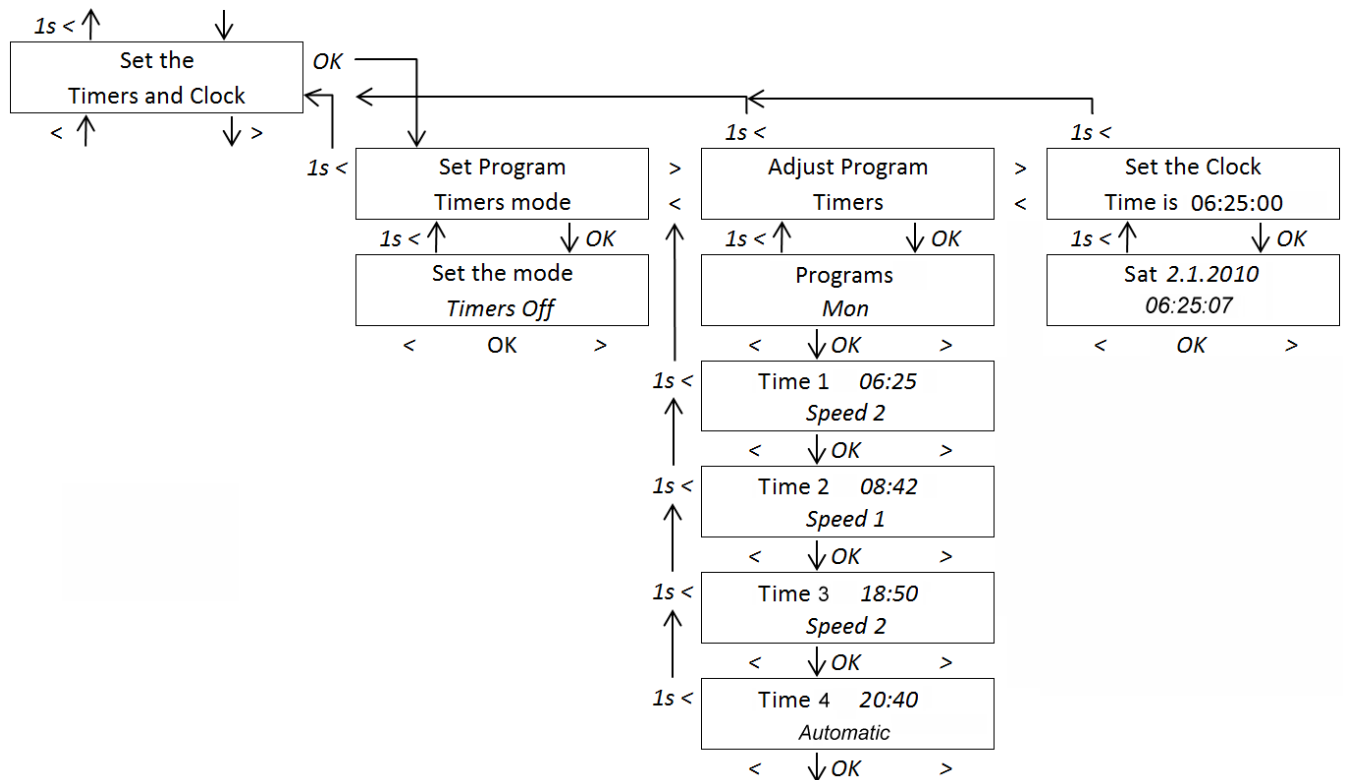 1s <
Set the
Timers and Clock
OK
< >
1s < 1s <
1s < Set Program > Adjust Program > Set the Clock
Timers mode < Timers < Time is 06:25:00
1s < OK 1s < OK 1s < OK
Set the mode Programs Sat 2.1.2010
Timers Off Mon 06:25:07
< OK > < OK > < OK >
1s < Time 1 06:25
Speed 2
< OK >
1s < Time 2 08:42
Speed 1
< OK >
1s < Time 3 18:50
Speed 2
< OK >
1s < Time 4 20:40
Automatic
< OK >